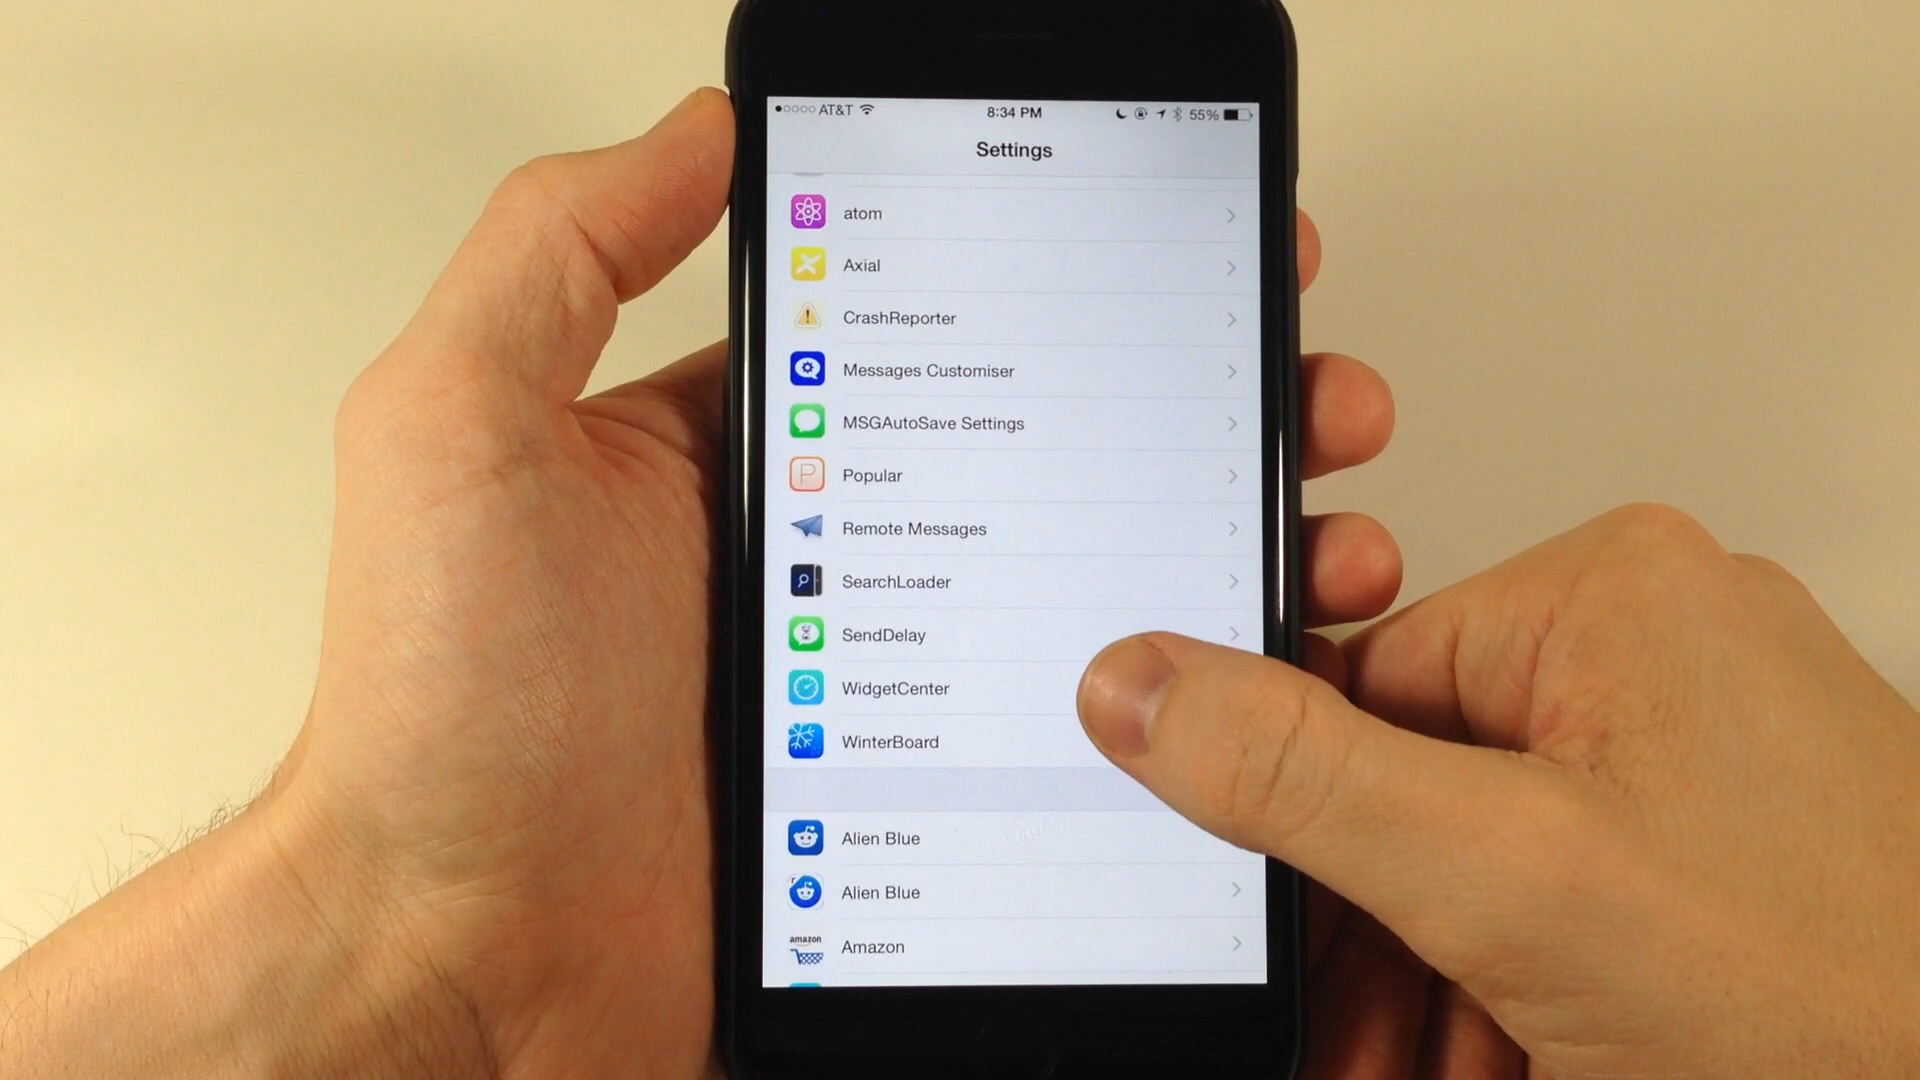 AT&T 8:34 PM 55%
Settings
atom
Axial
CrashReporter
Messages Customiser
MSGAutoSave Settings
P Popular
Remote Messages
SearchLoader
SendDelay
WidgetCenter
WinterBoard
Alien Blue
Alien Blue
amazon
Amazon